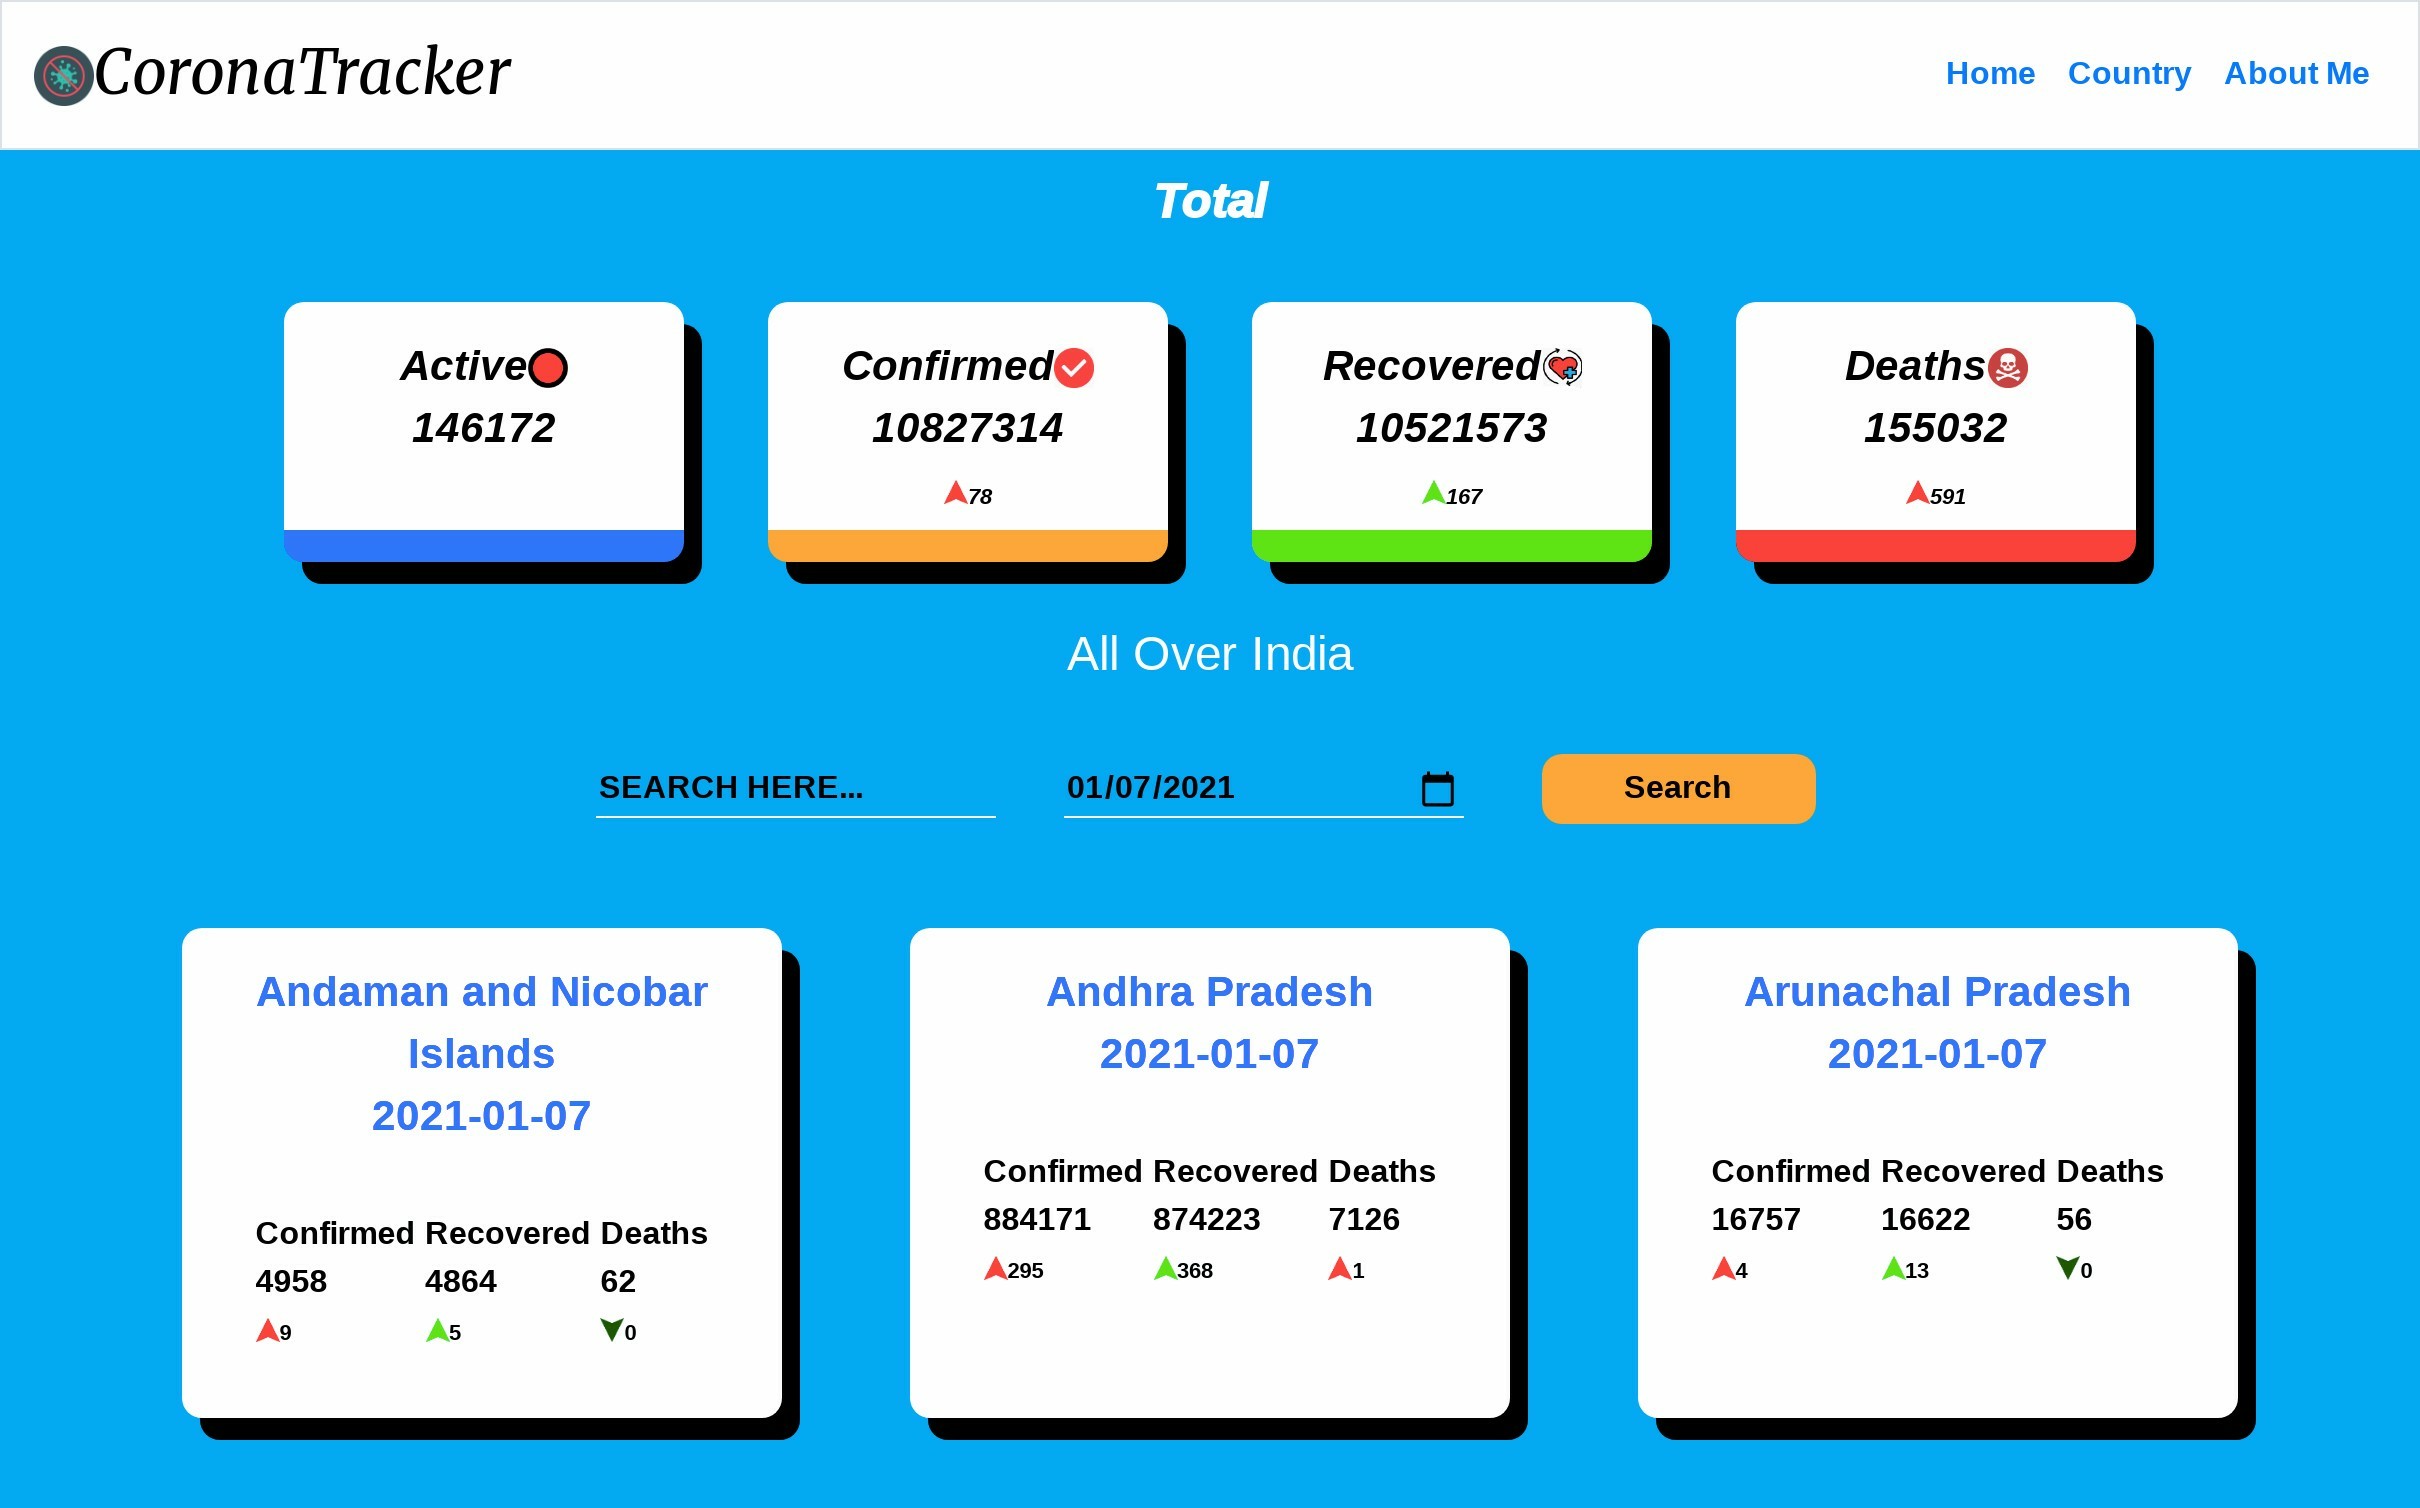 CoronaTracker
Home Country About Me
Total
Active
146172
Confirmed
10827314
78
Recovered
10521573
167
Deaths
155032
591
All Over India
SEARCH HERE...
01/07/2021
Search
Andaman and Nicobar
Islands
2021-01-07
Confirmed Recovered Deaths
4958 4864 62
9 5 0
Andhra Pradesh
2021-01-07
Confirmed Recovered Deaths
884171 874223 7126
295 368 1
Arunachal Pradesh
2021-01-07
Confirmed Recovered Deaths
16757 16622 56
4 13 0